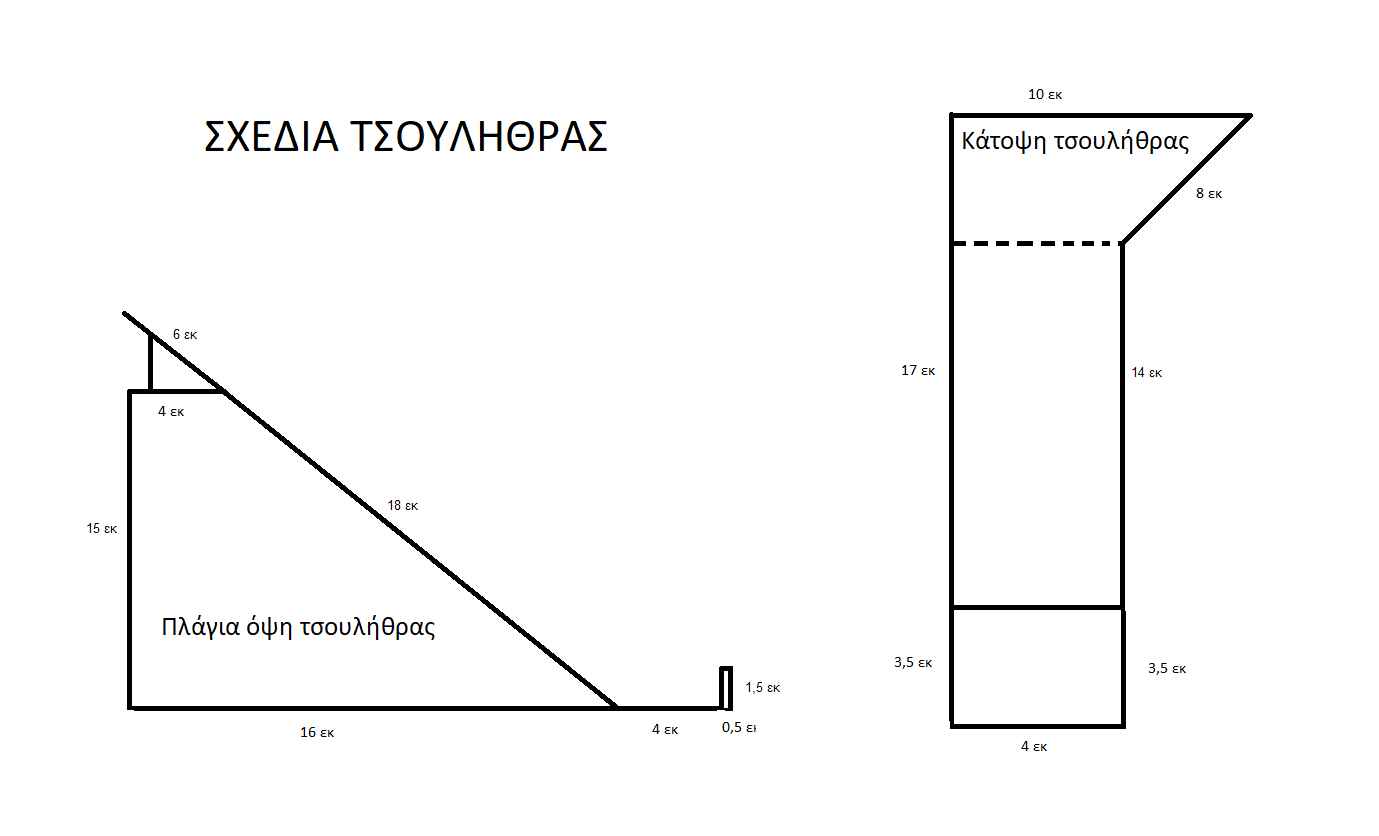 ΣΧΕΔΙΑ ΤΣΟΥΛΗΘΡΑΣ
6 εκ
4 εκ
15 εκ
18 εκ
Πλάγια όψη τσουλήθρας
1,5 εκ
16 εκ
4 εκ
0,5 ει
10 εκ
Κάτοψη τσουλήθρας
8 εκ
17 εκ
14 εκ
3,5 εκ
3,5 εκ
4 εκ